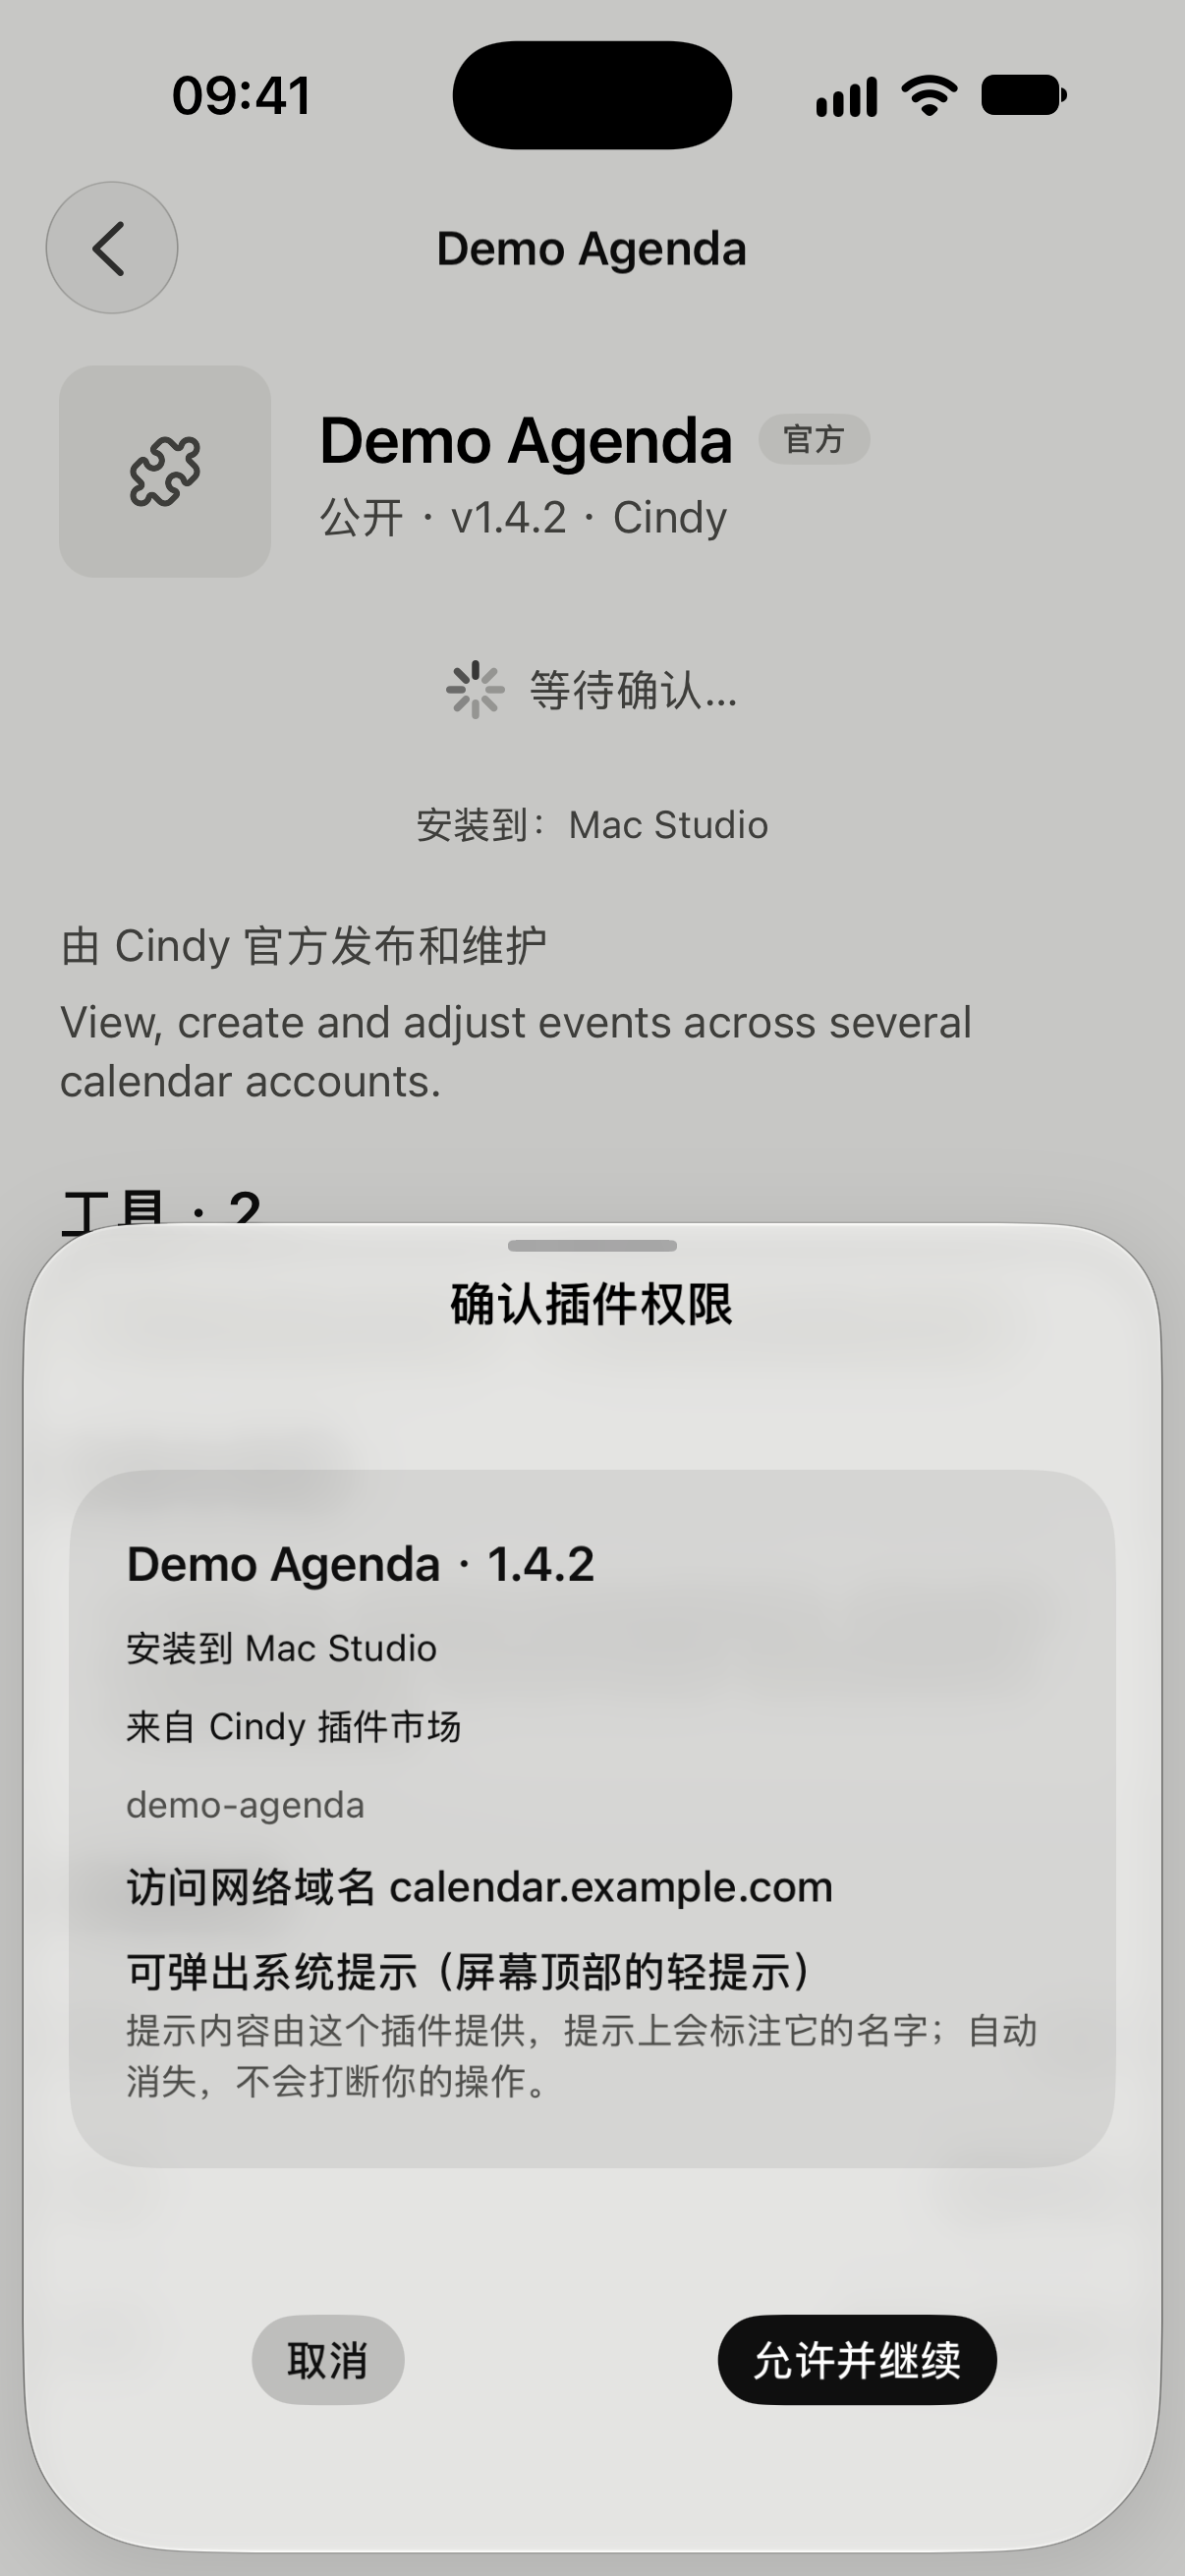 09:41
Demo Agenda
Demo Agenda 官方
公开 · v1.4.2 · Cindy
等待确认...
安装到：Mac Studio
由 Cindy 官方发布和维护
View, create and adjust events across several
calendar accounts.
工具 · 2
确认插件权限
Demo Agenda · 1.4.2
安装到 Mac Studio
来自 Cindy 插件市场
demo-agenda
访问网络域名 calendar.example.com
可弹出系统提示（屏幕顶部的轻提示）
提示内容由这个插件提供，提示上会标注它的名字；自动
消失，不会打断你的操作。
取消 允许并继续